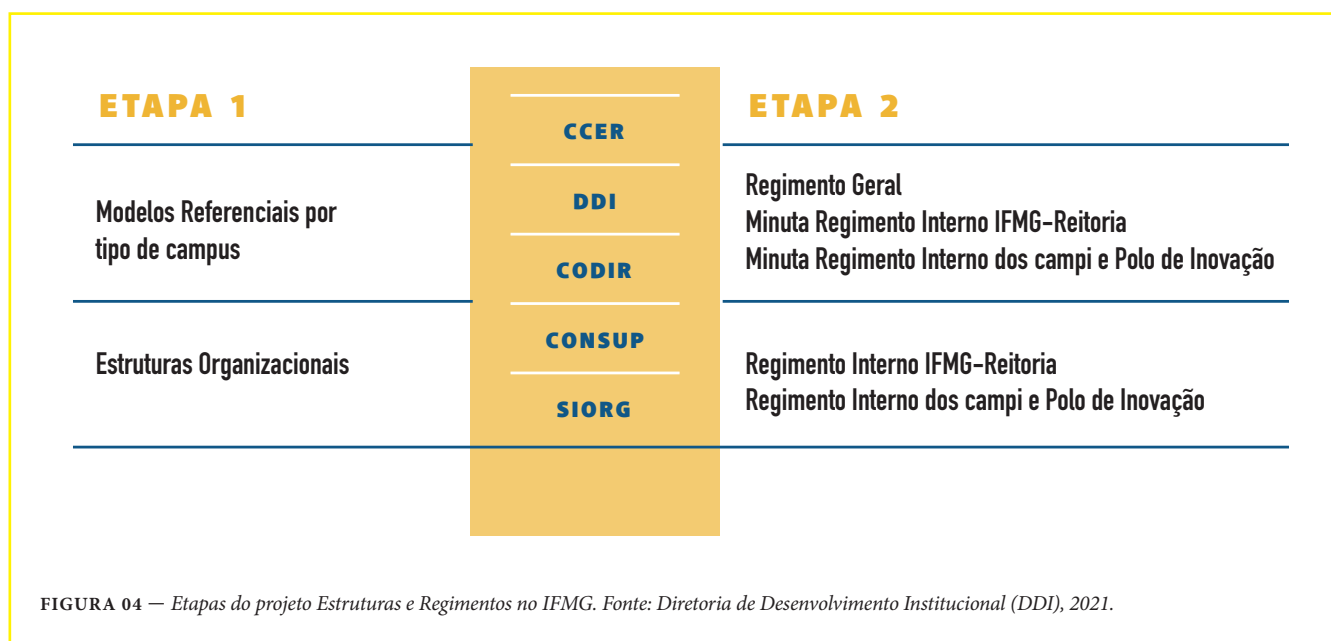 ETAPA 1
Modelos Referenciais por
tipo de campus
Estruturas Organizacionais
CCER
DDI
CODIR
CONSUP
SIORG
ETAPA 2
Regimento Geral
Minuta Regimento Interno IFMG-Reitoria
Minuta Regimento Interno dos campi e Polo de Inovação
Regimento Interno IFMG-Reitoria
Regimento Interno dos campi e Polo de Inovação
FIGURA 04 — Etapas do projeto Estruturas e Regimentos no IFMG. Fonte: Diretoria de Desenvolvimento Institucional (DDI), 2021.